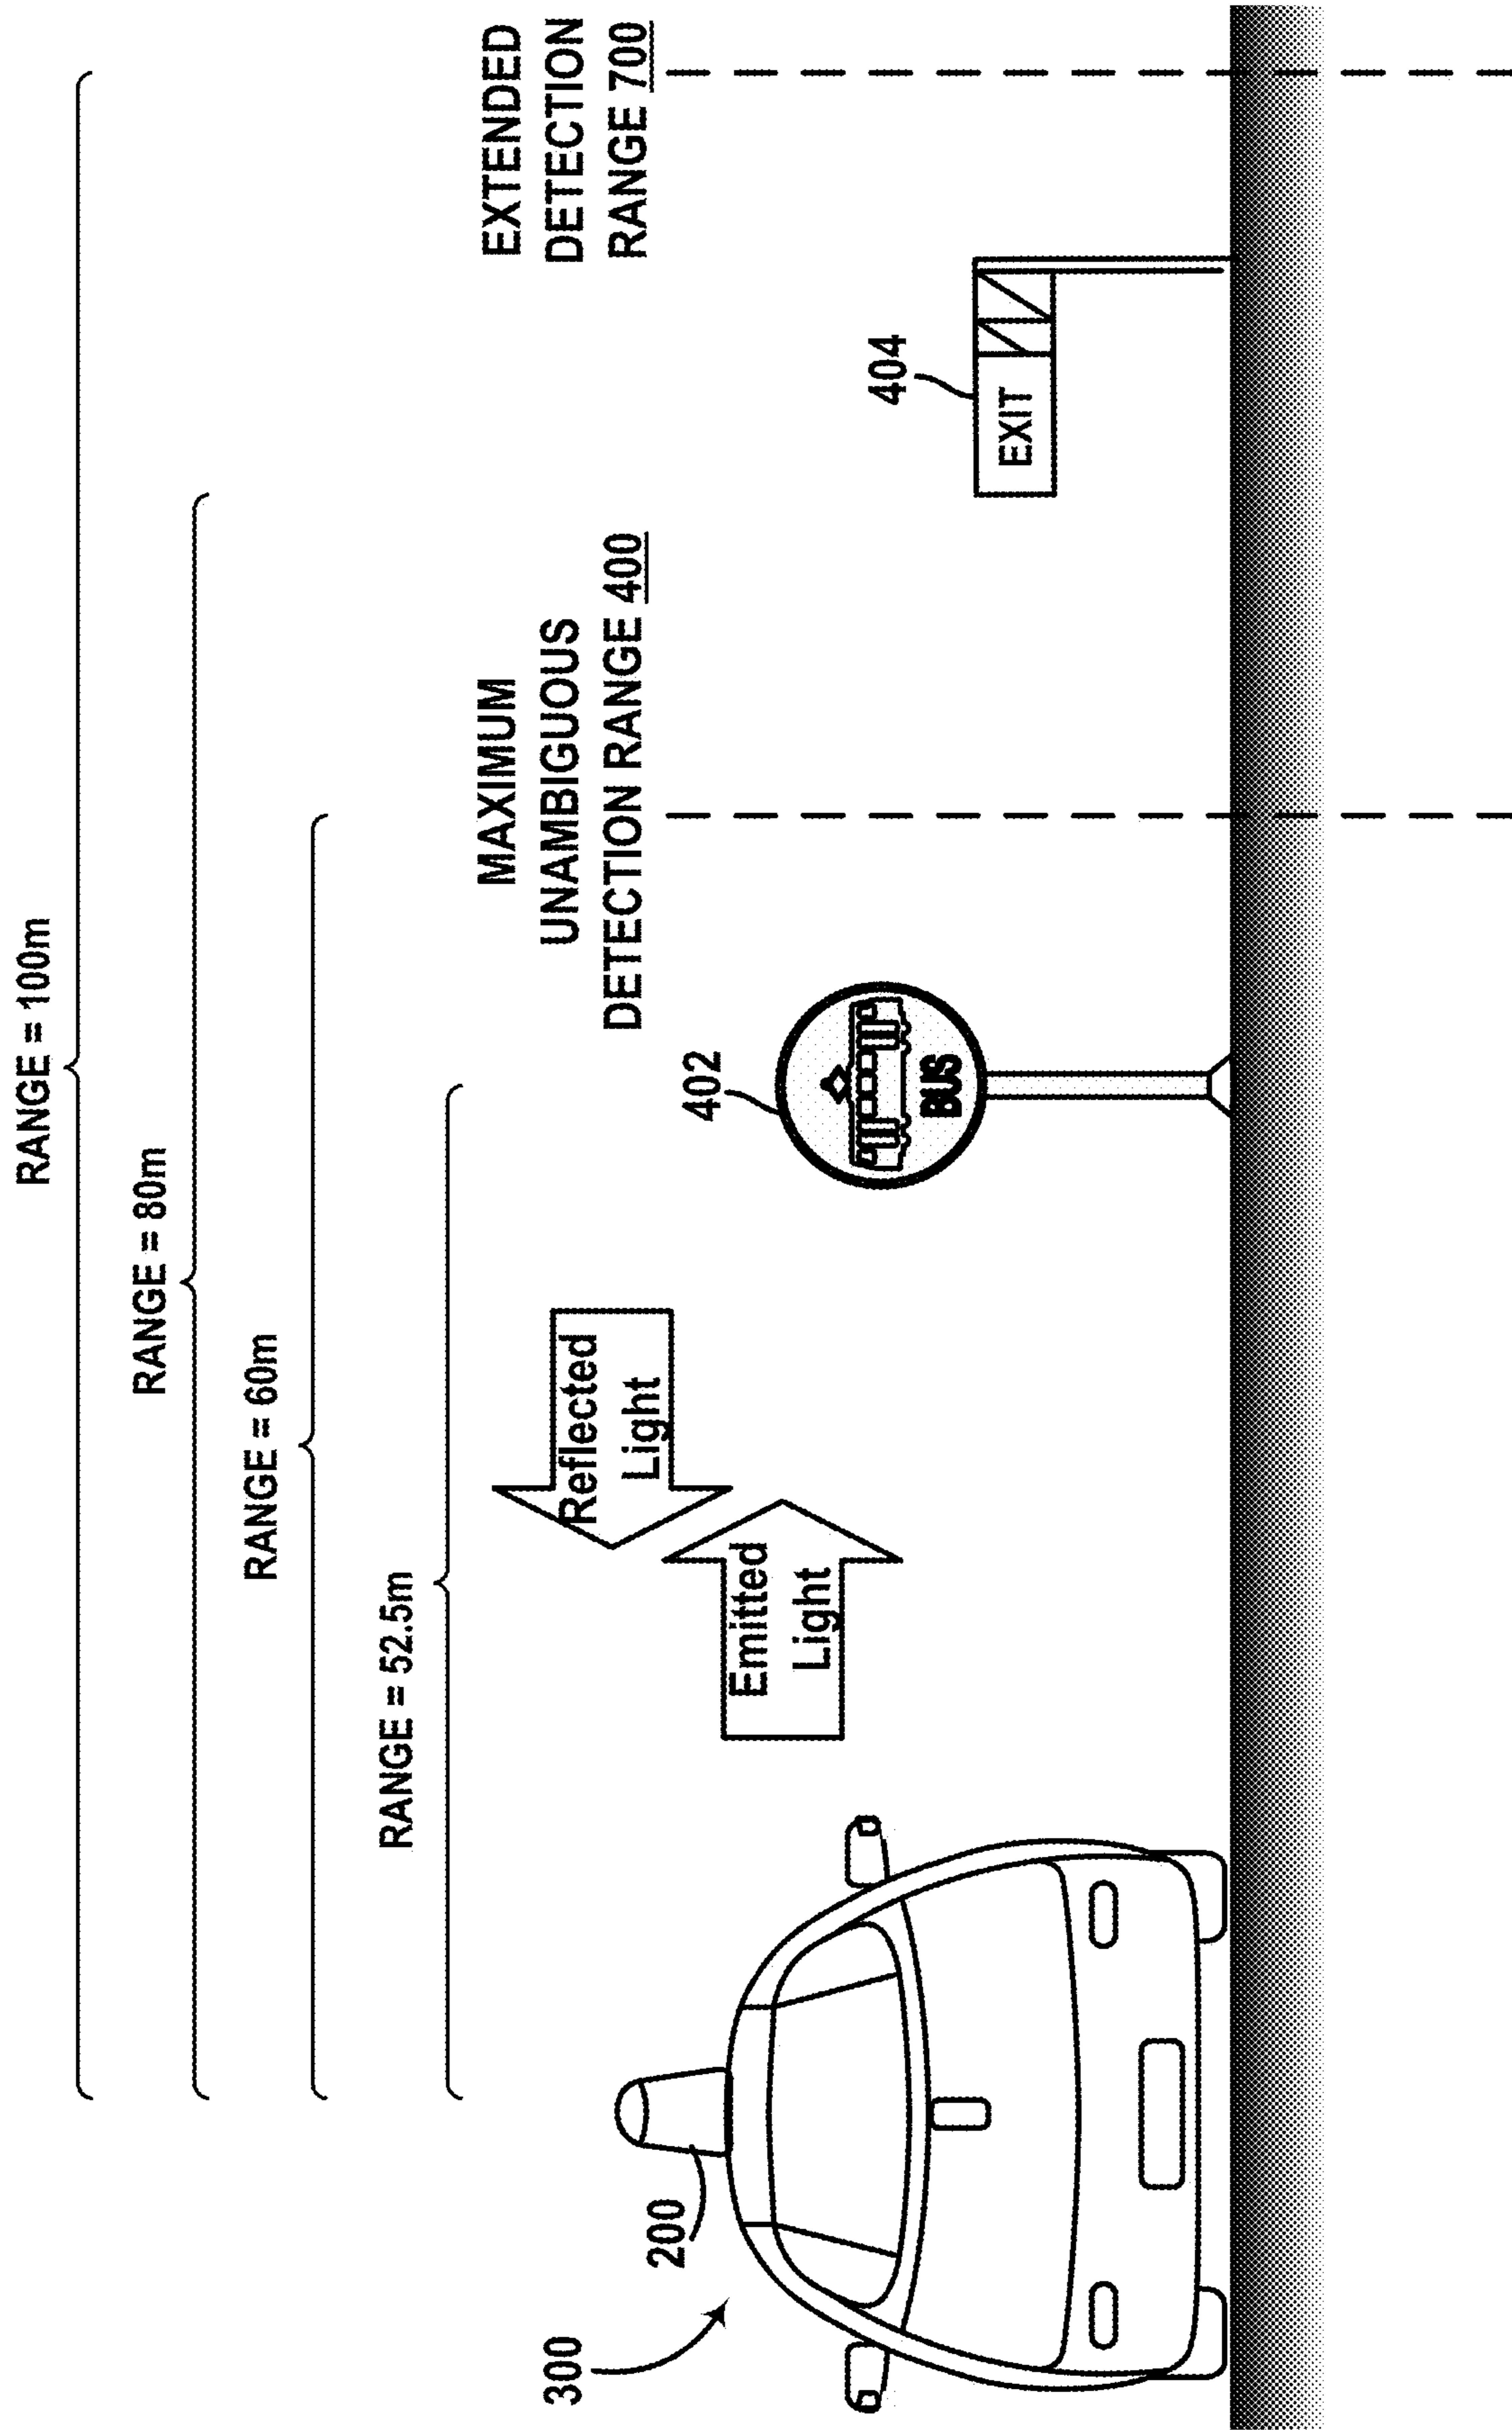 RANGE = 100m
RANGE = 80m
RANGE = 60m
RANGE = 52.5m
EXTENDED
DETECTION
RANGE 700
MAXIMUM
UNAMBIGUOUS
DETECTION RANGE 400
Reflected
Light
Emitted
Light
300
200
402
BUS
404
EXIT